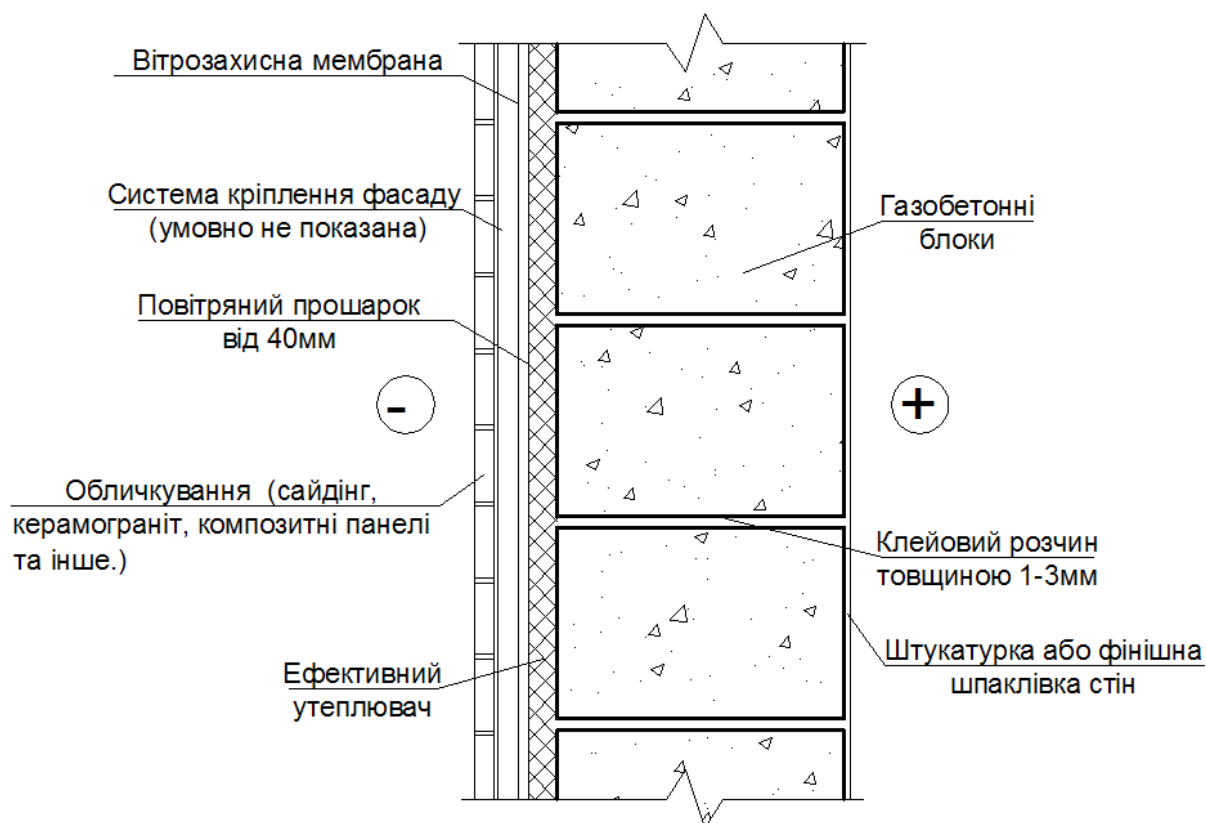 Вітрозахисна мембрана
Система кріплення фасаду
(умовно не показана)
Повітряний прошарок
від 40мм
-
Обличкування (сайдінг,
керамограніт, композитні панелі
та інше.)
Ефективний
утеплювач
Газобетонні
блоки
+
Клейовий розчин
товщиною 1-3мм
Штукатурка або фінішна
шпаклівка стін